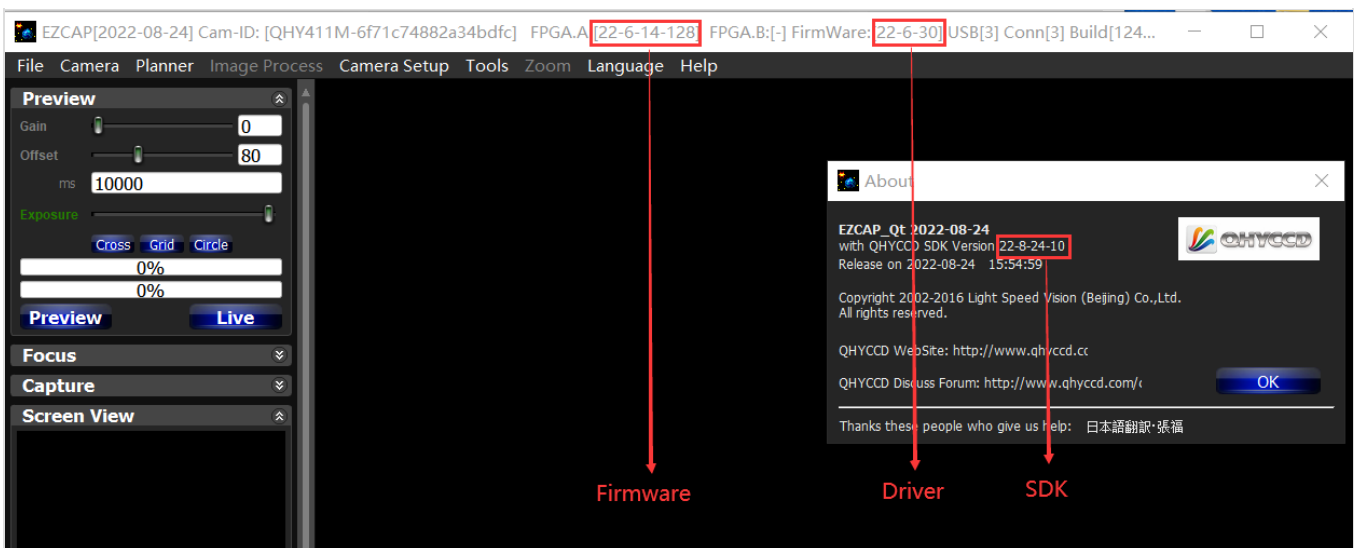 EZCAP[2022-08-24] Cam-ID: [QHY411M-6f71c74882a34bdfc] FPGA.A:[22-6-14-128] FPGA.B:[-] FirmWare:[22-6-30] USB[3] Conn[3] Build[124...
File Camera Planner Image Process Camera Setup Tools Zoom Language Help
Preview
Gain 0
Offset 80
ms 10000
Exposure
Cross Grid Circle
0%
0%
Preview Live
Focus
Capture
Screen View
About
EZCAP_Qt 2022-08-24
with QHYCCD SDK Version 22-8-24-10
Release on 2022-08-24 15:54:59
QHYCCD
Copyright 2002-2016 Light Speed Vision (Beijing) Co.,Ltd.
All rights reserved.
QHYCCD WebSite: http://www.qhyccd.cc
QHYCCD Discuss Forum: http://www.qhyccd.com/
OK
Thanks these people who give us help: 日本語翻訳·張福
Firmware
Driver
SDK